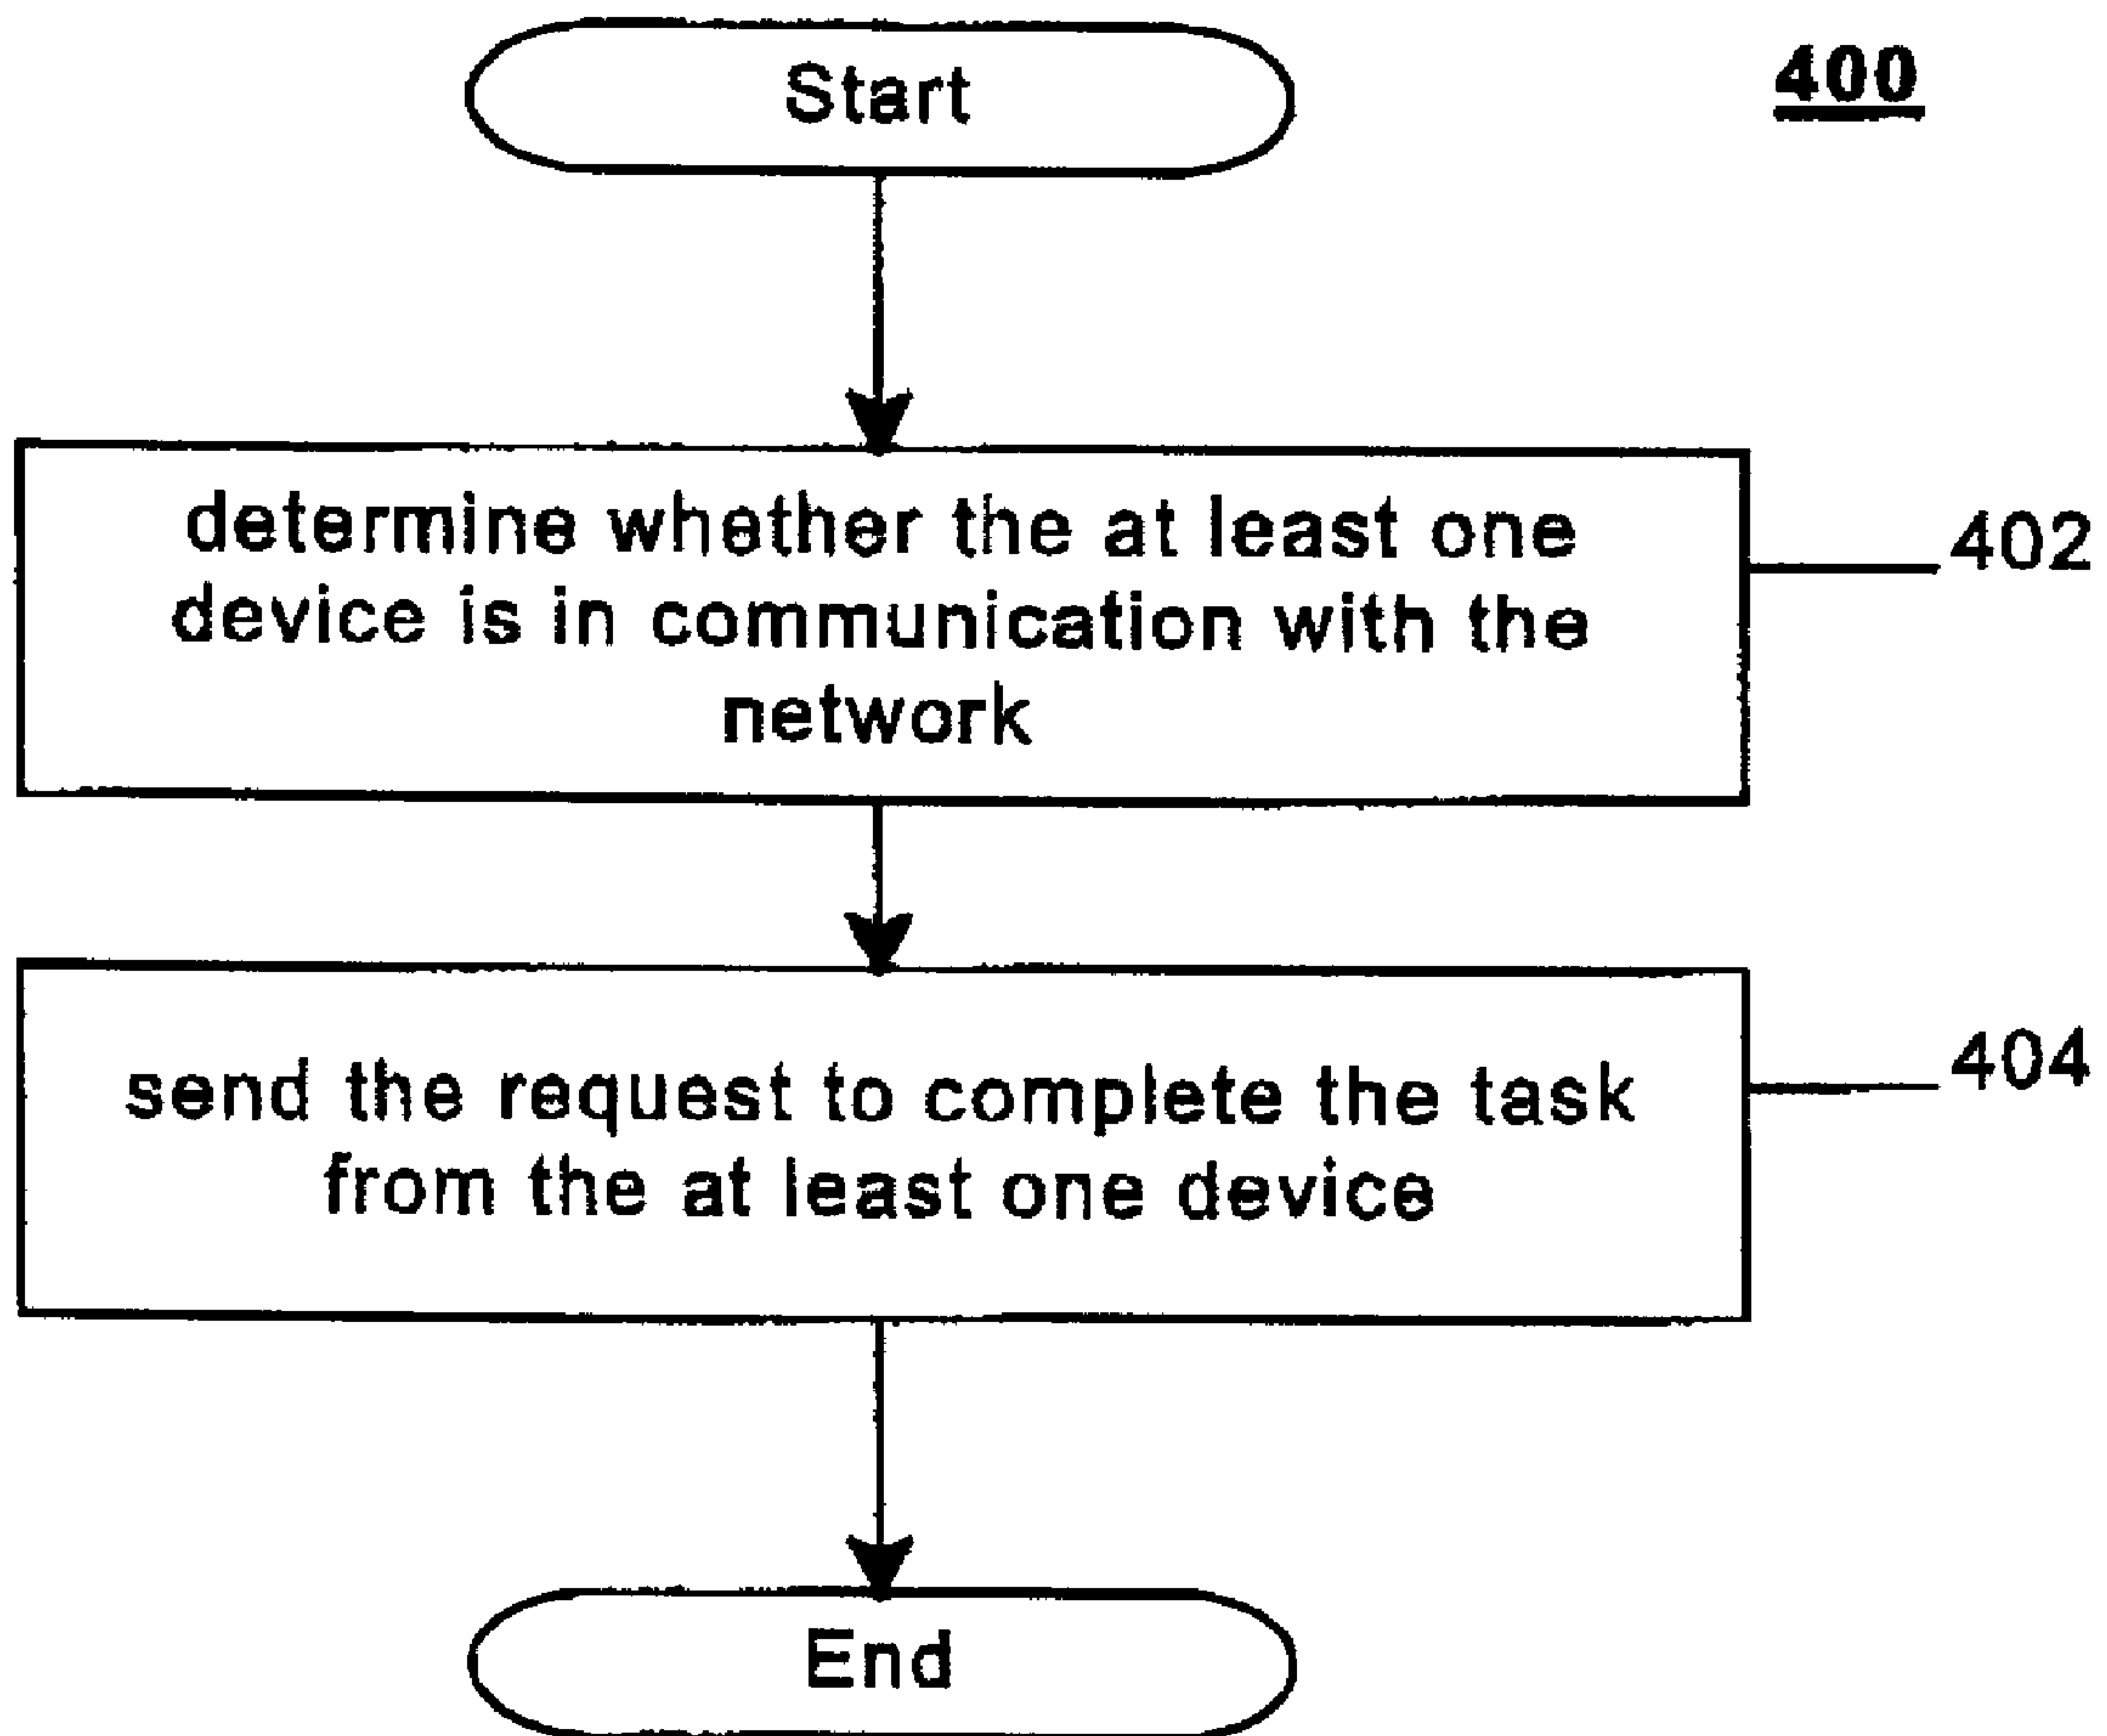 Start
400
determine whether the at least one
device is in communication with the
network
402
send the request to complete the task
from the at least one device
404
End